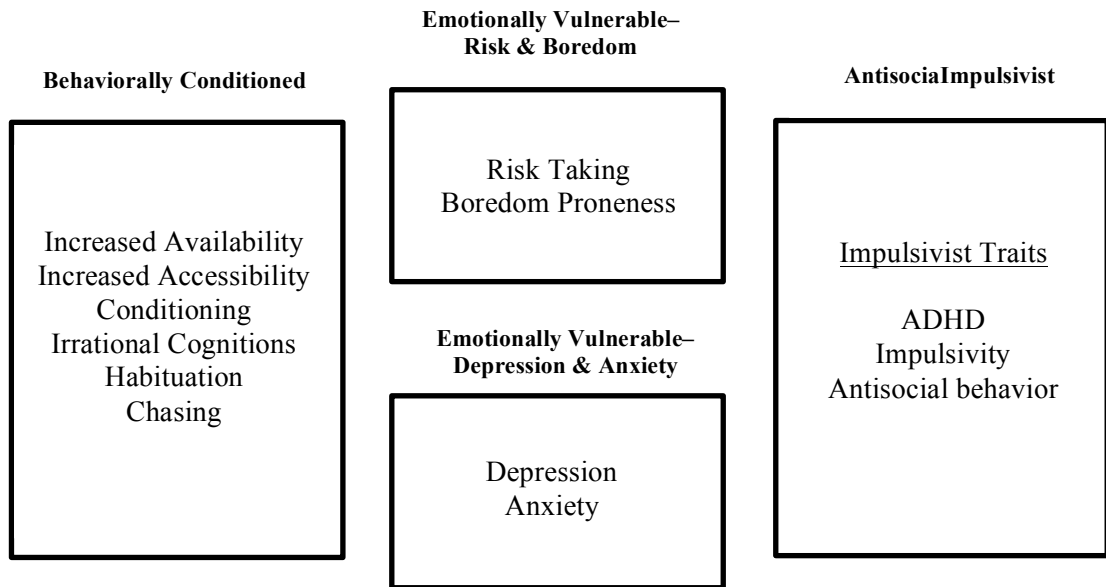 Behaviorally Conditioned
Increased Availability
Increased Accessibility
Conditioning
Irrational Cognitions
Habituation
Chasing
Emotionally Vulnerable–
Risk & Boredom
Risk Taking
Boredom Proneness
Emotionally Vulnerable–
Depression & Anxiety
Depression
Anxiety
AntisociaImpulsivist
Impulsivist Traits
ADHD
Impulsivity
Antisocial behavior